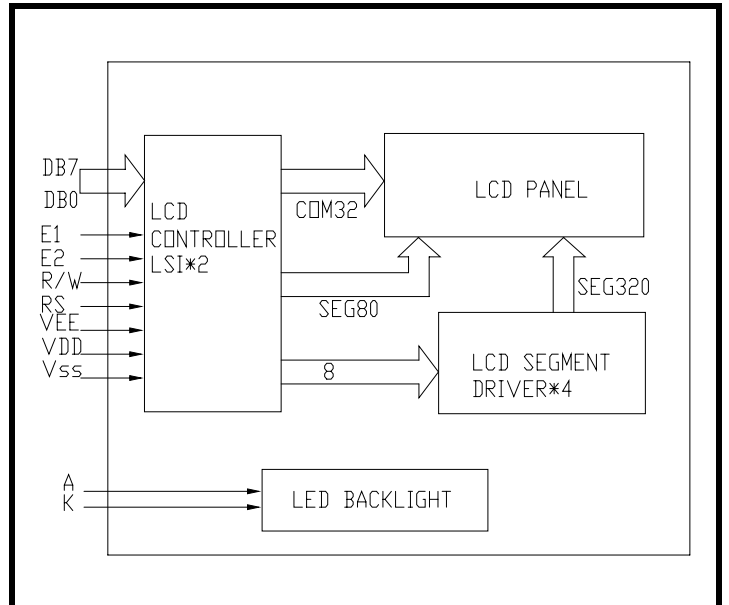 DB7
DB0
E1
E2
R/W
RS
VEE
VDD
Vss
LCD
CONTROLLER
LSI*2
COM32
LCD PANEL
SEG80
SEG320
8
LCD SEGMENT
DRIVER*4
A
K
LED BACKLIGHT